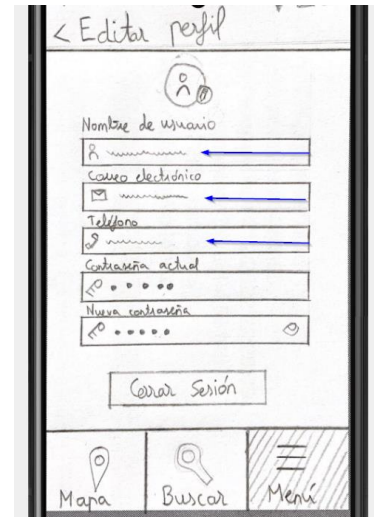 < Editar perfil
Nombre de usuario
Correo electrónico
Teléfono
Contraseña actual
Nueva contraseña
Cerrar Sesión
Mapa
Buscar
Menú